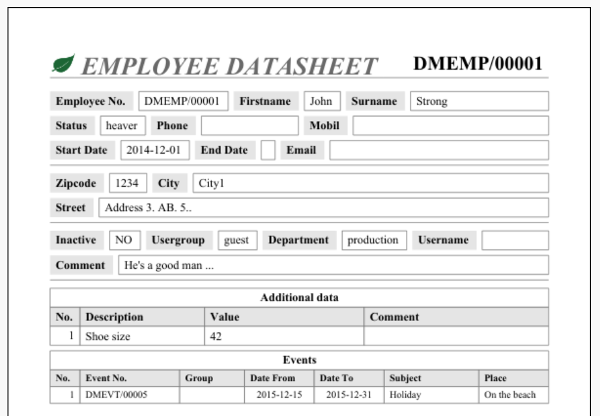 EMPLOYEE DATASHEET DMEMP/00001
Employee No. DMEMP/00001 Firstname John Surname Strong
Status heaver Phone Mobil
Start Date 2014-12-01 End Date Email
Zipcode 1234 City City1
Street Address 3. AB. 5..
Inactive NO Usergroup guest Department production Username
Comment He's a good man ...
Additional data
No. Description Value Comment
1 Shoe size 42
Events
No. Event No. Group Date From Date To Subject Place
1 DMEVT/00005 2015-12-15 2015-12-31 Holiday On the beach